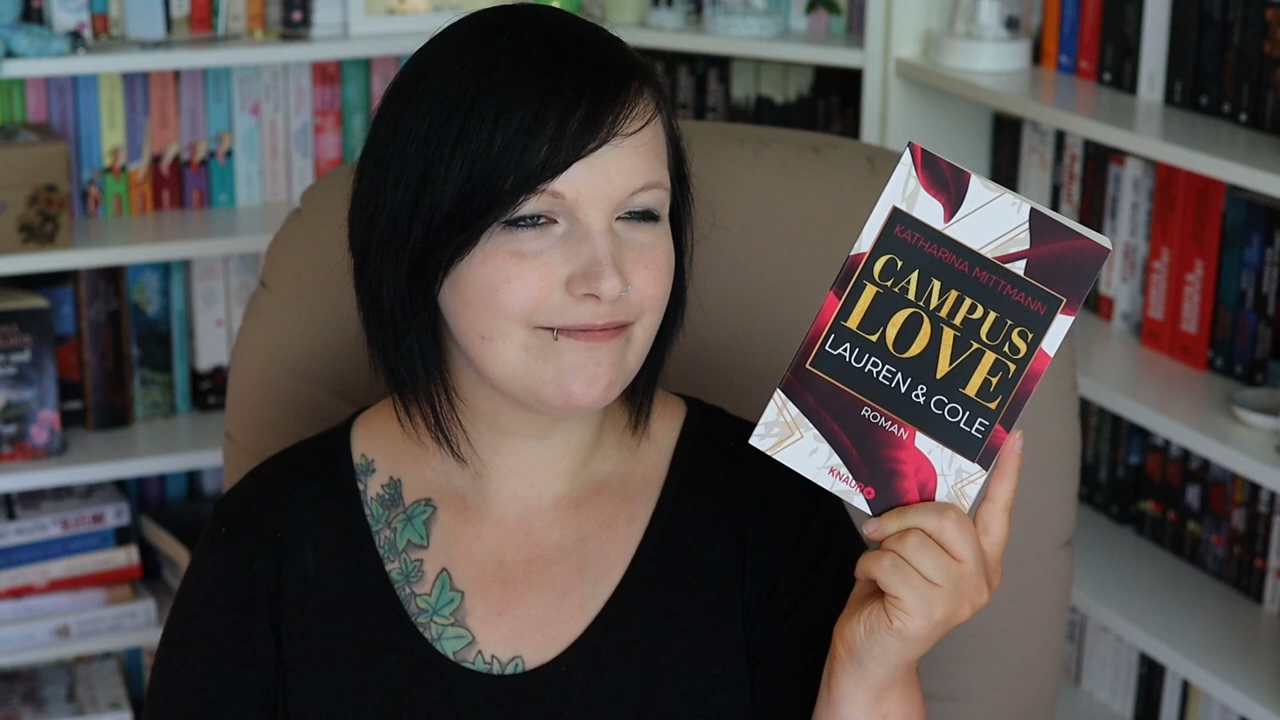 KATHARINA MITTMANN
CAMPUS
LOVE
LAUREN & COLE
ROMAN
KNAUR